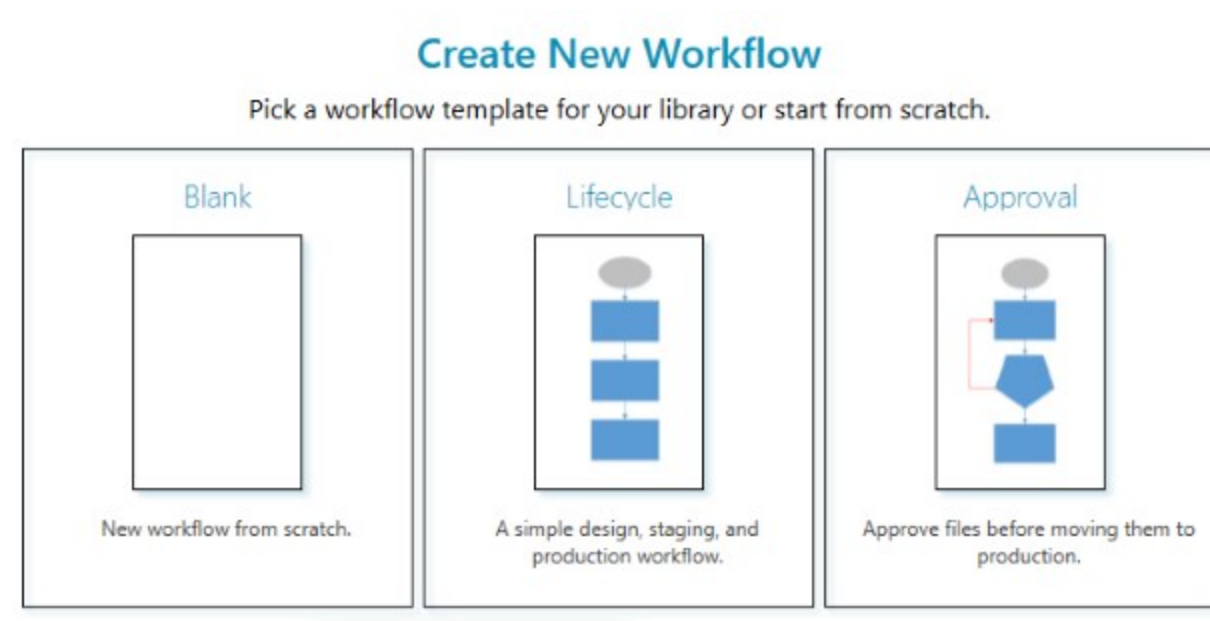 Create New Workflow
Pick a workflow template for your library or start from scratch.
Blank
New workflow from scratch.
Lifecycle
A simple design, staging, and
production workflow.
Approval
Approve files before moving them to
production.